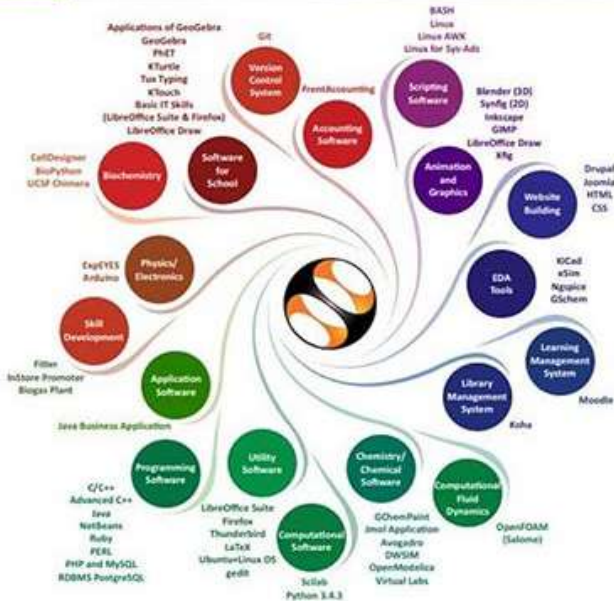 Applications of GeoGebra
GeoGebra
PhET
KTurtle
Tux Typing
KTouch
Basic IT Skills
(LibreOffice Suite & Firefox)
LibreOffice Draw
Software for
School
Git
Version
Control
System
FrontAccounting
Accounting
Software
BASH
Linux
Linux AWK
Linux for Sys-Ads
Scripting
Software
Blender (3D)
Synfig (2D)
Inkscape
GIMP
LibreOffice Draw
Xfig
Animation
and
Graphics
Drupal
Joomla
HTML
CSS
Website
Building
KiCad
eSim
Ngspice
GSchem
EDA
Tools
Learning
Management
System
Moodle
Library
Management
System
Koha
Computational
Fluid
Dynamics
OpenFOAM
(Salome)
Chemistry/
Chemical
Software
GChemPaint
Jmol Application
Avogadro
DWSIM
OpenModelica
Virtual Labs
Computational
Software
Scilab
Python 3.4.3
Utility
Software
LibreOffice Suite
Firefox
Thunderbird
LaTeX
Ubuntu+Linux OS
gedit
Programming
Software
C/C++
Advanced C++
Java
NetBeans
Ruby
PERL
PHP and MySQL
RDBMS PostgreSQL
Application
Software
Java Business Application
Skill
Development
Fitter
InStore Promoter
Biogas Plant
Physics/
Electronics
ExpEYES
Arduino
Biochemistry
CellDesigner
BioPython
UCSF Chimera